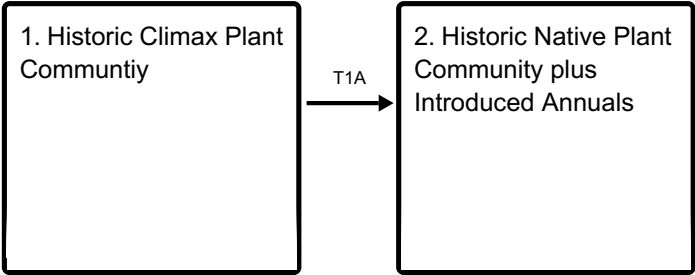 1. Historic Climax Plant
Communtiy
T1A
2. Historic Native Plant
Community plus
Introduced Annuals